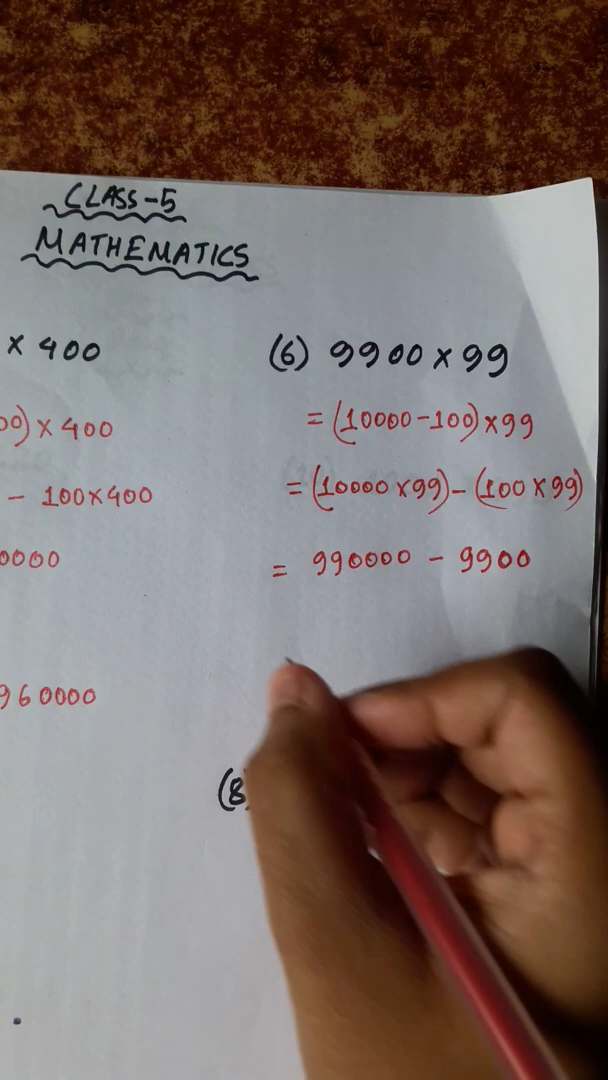 CLASS-5
MATHEMATICS
× 400
00) × 400
- 100×400
0000
960000
(6) 9900 × 99
= (10000-100) ×99
= (10000 ×99) - (100 × 99)
= 990000 - 9900
(8)